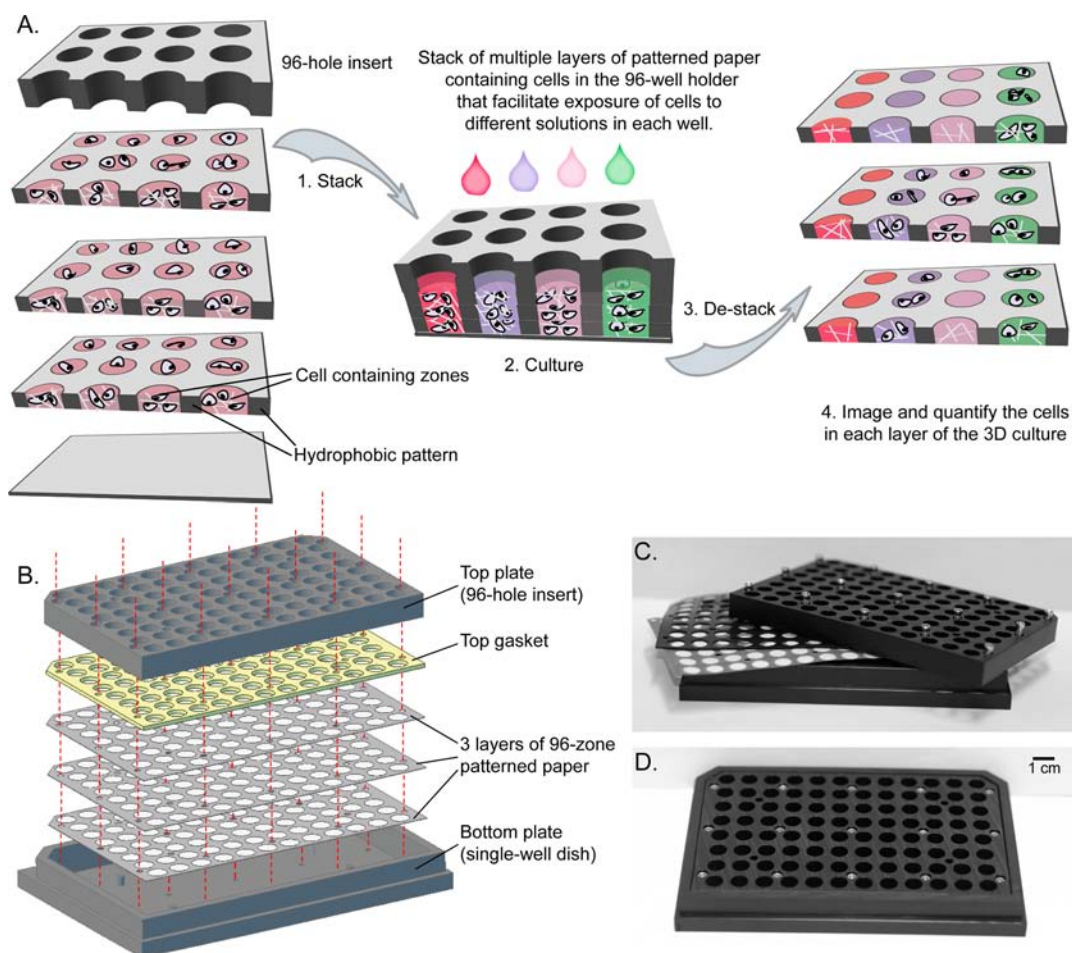 A.
96-hole insert
Stack of multiple layers of patterned paper
containing cells in the 96-well holder
that facilitate exposure of cells to
different solutions in each well.
1. Stack
2. Culture
3. De-stack
Cell containing zones
Hydrophobic pattern
4. Image and quantify the cells
in each layer of the 3D culture
B.
Top plate
(96-hole insert)
Top gasket
3 layers of 96-zone
patterned paper
Bottom plate
(single-well dish)
C.
D.
1 cm